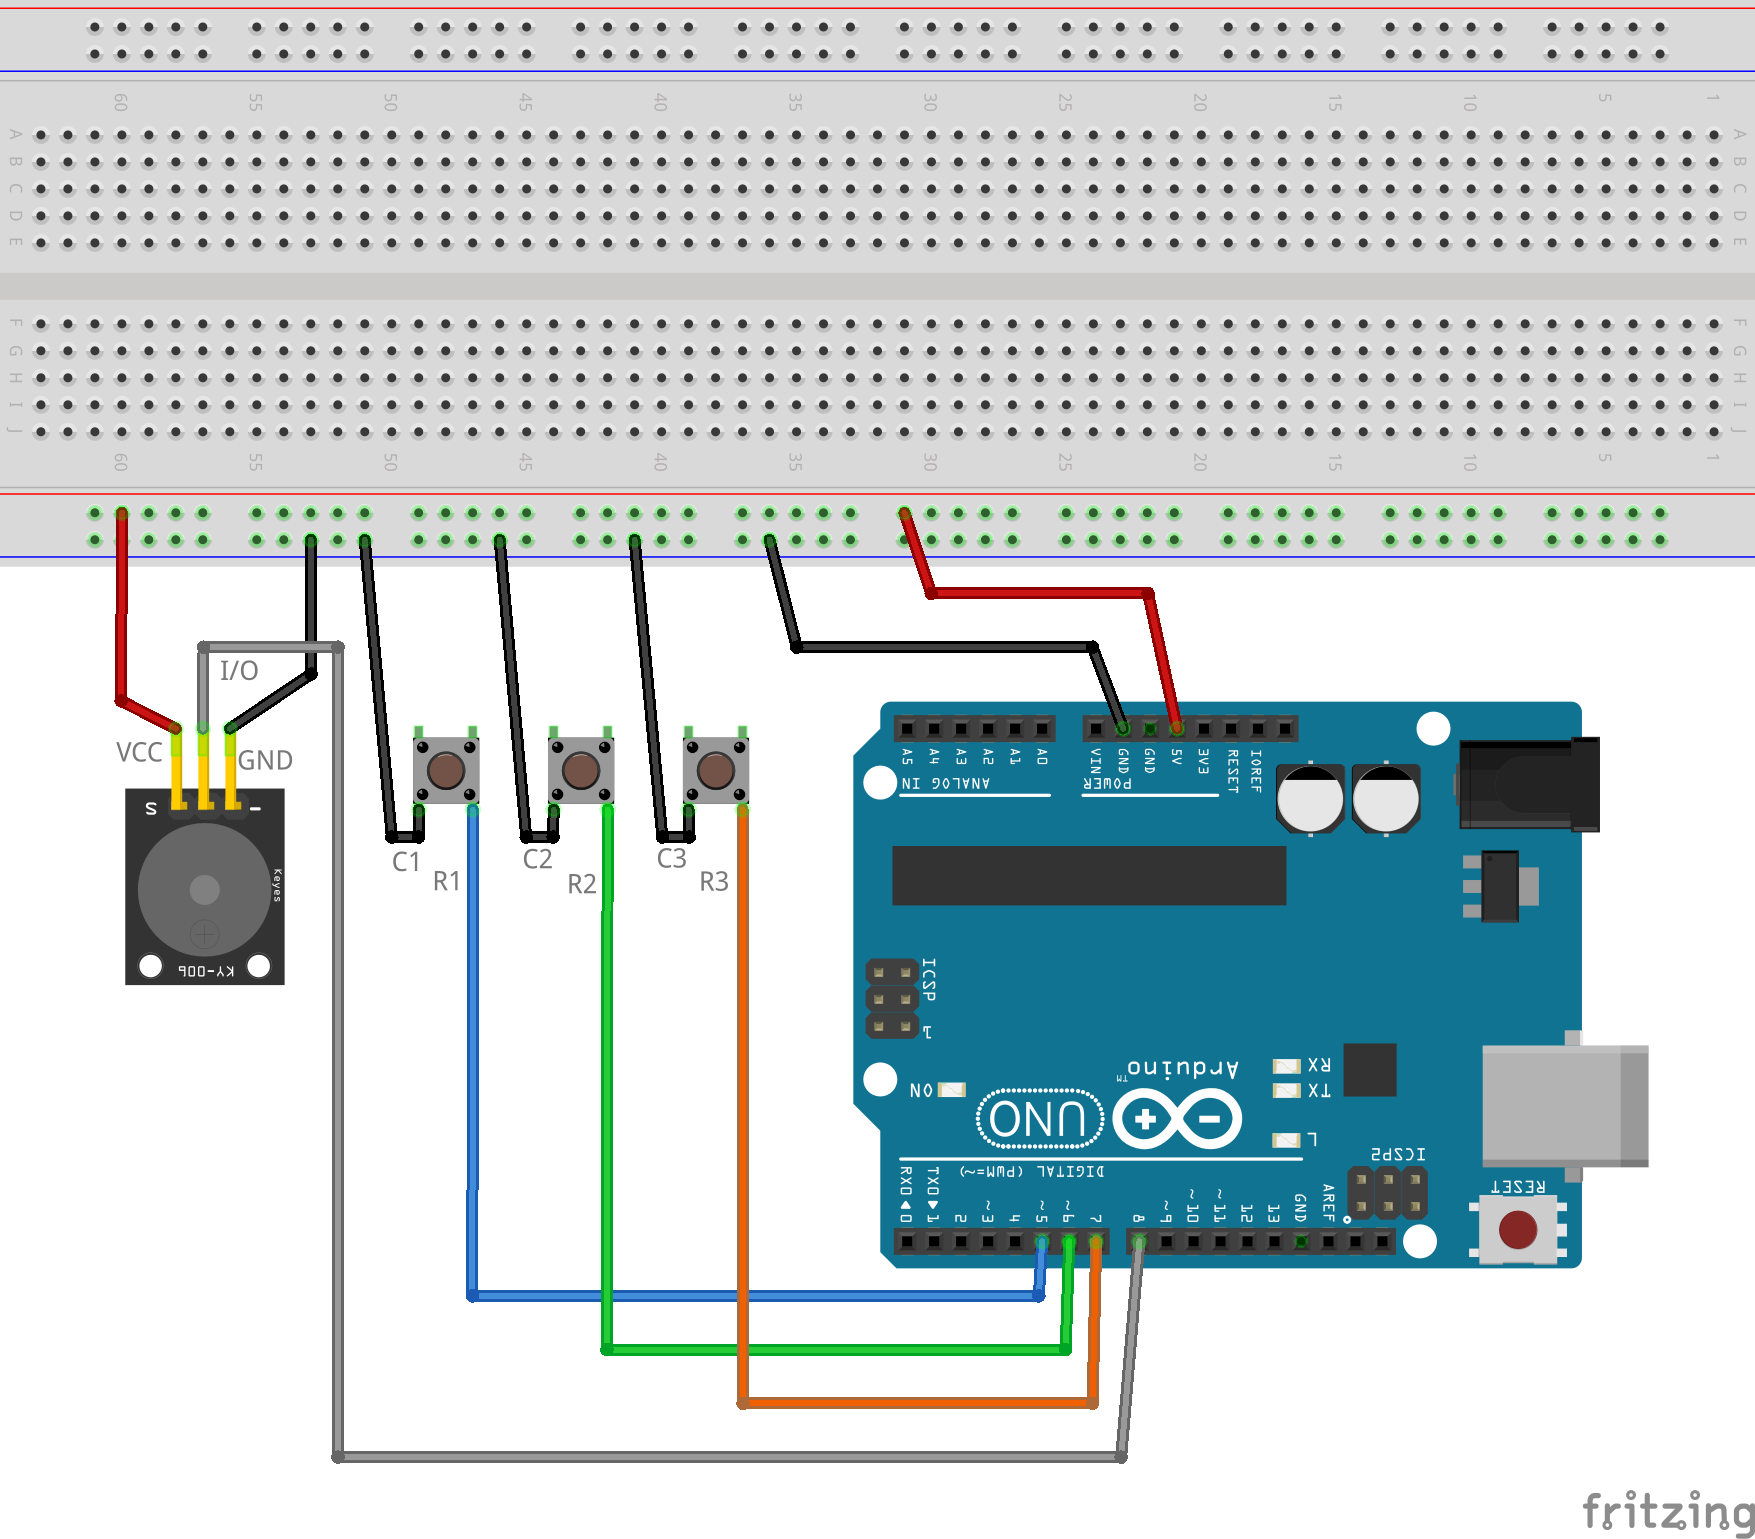 60 55 50 45 40 35 30 25 20 15 10 5 1
A A
B B
C C
D D
E E
F F
G G
H H
I I
J J
60 55 50 45 40 35 30 25 20 15 10 5 1
I/O
VCC
GND
S -
Keyes
KY-006
C1
R1
C2
R2
C3
R3
A5 A4 A3 A2 A1 A0 VIN GND GND 5V 3V3 RESET IOREF
ANALOG IN
POWER
ICSP
1
Arduino
TM
RX
TX
ON
UNO
L
ICSP2
DIGITAL (PWM=~)
RESET
RX0 0 TX0 1 2 ~3 4 ~5 ~6 7 8 ~9 ~10 ~11 12 13 GND AREF
fritzing